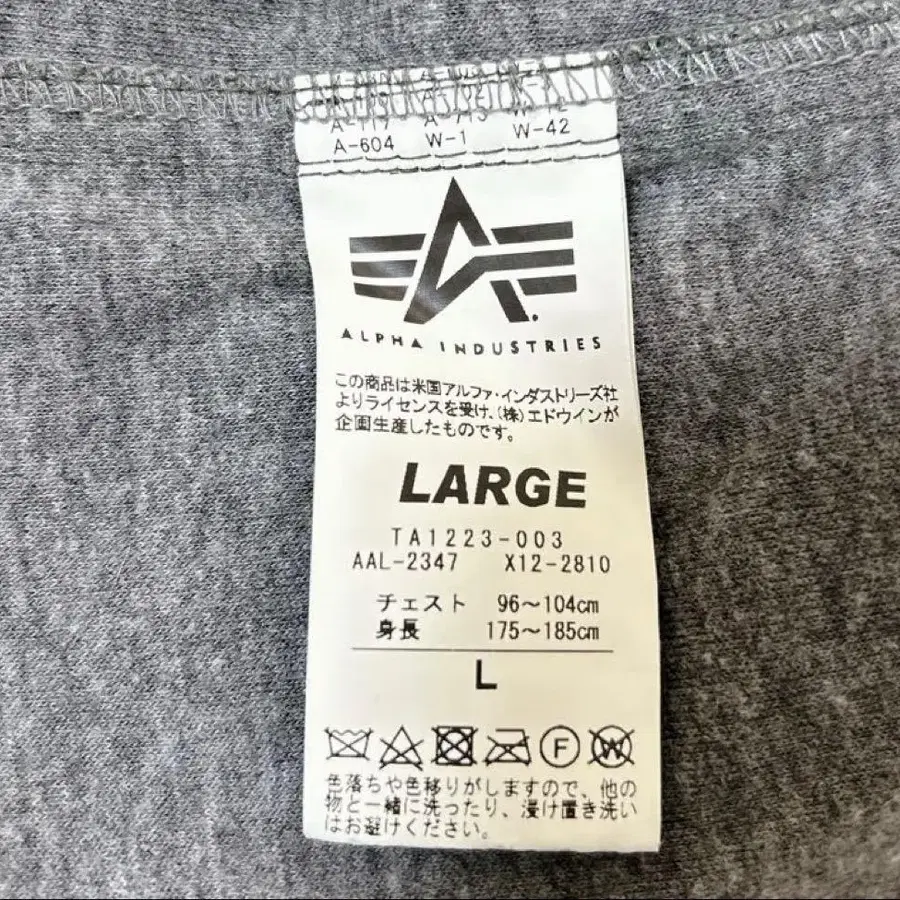 A-604 W-1 W-42
ALPHA INDUSTRIES
この商品は米国アルファ・インダストリーズ社
よりライセンスを受け、(株)エドウインが
企画生産したものです。
LARGE
TA1223-003
AAL-2347 X12-2810
チェスト 96〜104cm
身長 175〜185cm
L
F W
色落ちや色移りがしますので、他の
物と一緒に洗ったり、浸け置き洗い
はお避けください。